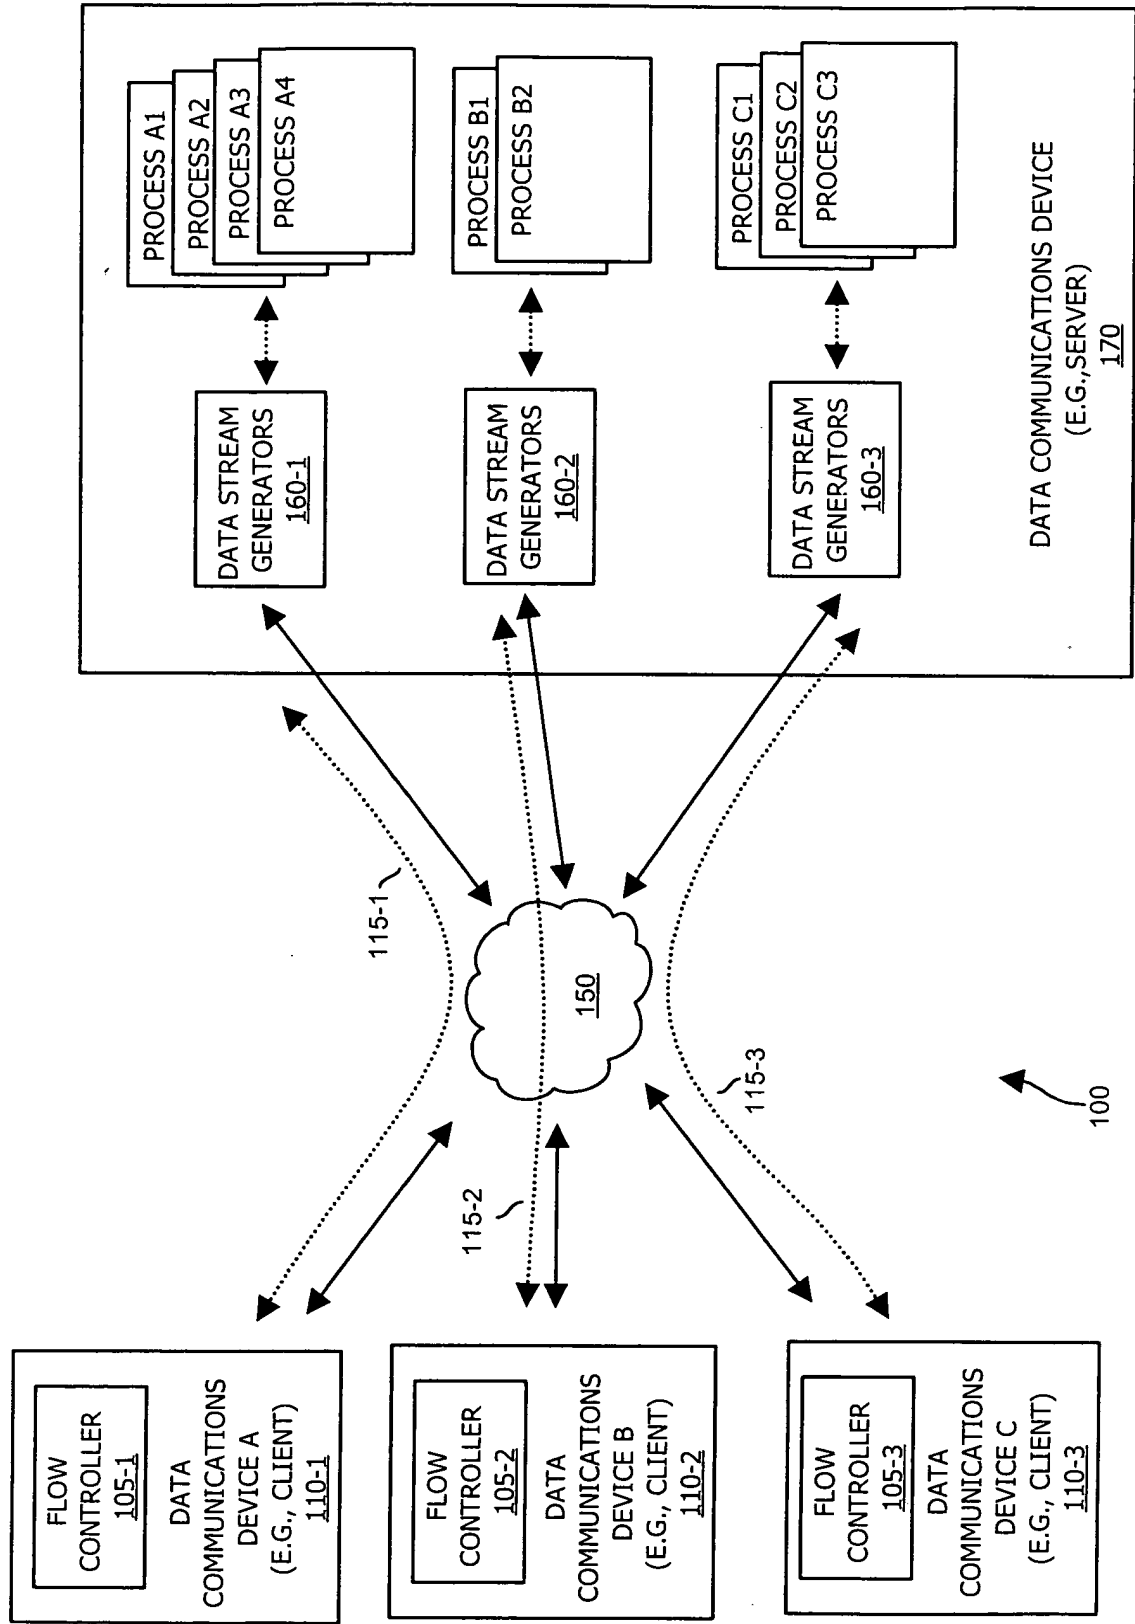 FLOW
CONTROLLER
105-1
DATA
COMMUNICATIONS
DEVICE A
(E.G., CLIENT)
110-1
FLOW
CONTROLLER
105-2
DATA
COMMUNICATIONS
DEVICE B
(E.G., CLIENT)
110-2
FLOW
CONTROLLER
105-3
DATA
COMMUNICATIONS
DEVICE C
(E.G., CLIENT)
110-3
115-1
115-2
150
115-3
100
DATA STREAM
GENERATORS
160-1
DATA STREAM
GENERATORS
160-2
DATA STREAM
GENERATORS
160-3
PROCESS A1
PROCESS A2
PROCESS A3
PROCESS A4
PROCESS B1
PROCESS B2
PROCESS C1
PROCESS C2
PROCESS C3
DATA COMMUNICATIONS DEVICE
(E.G.,SERVER)
170